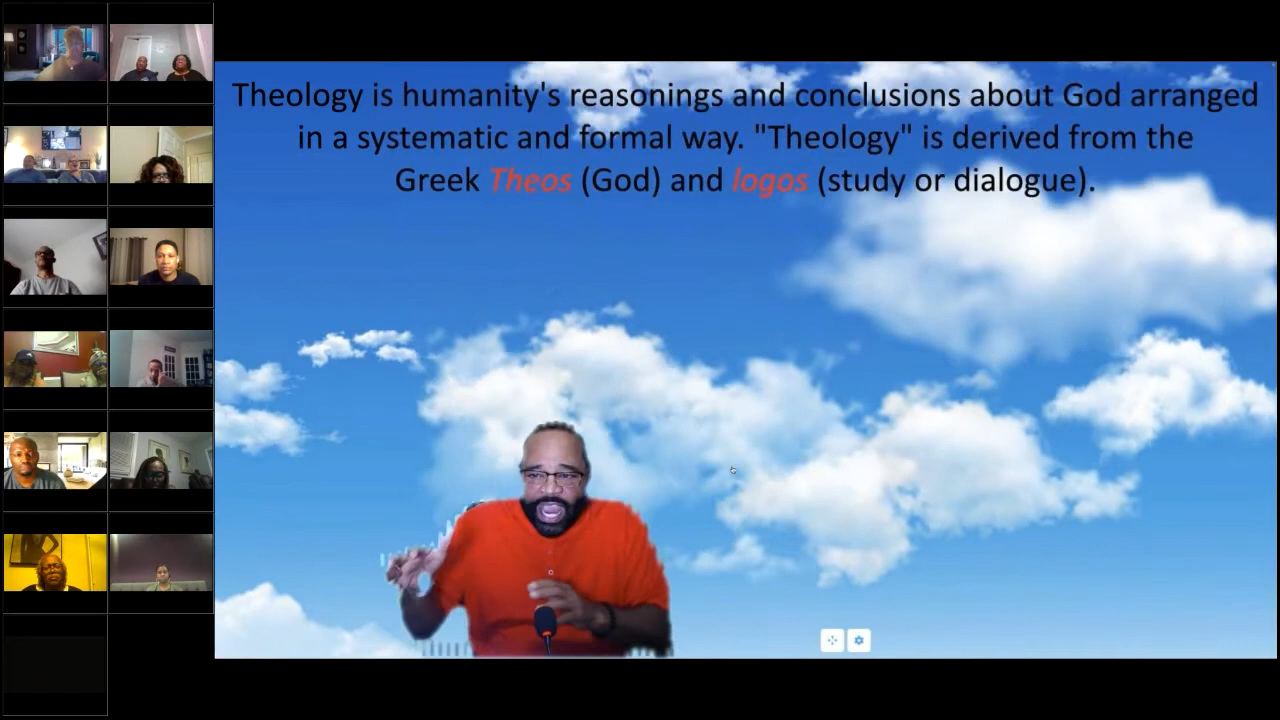 Theology is humanity's reasonings and conclusions about God arranged
in a systematic and formal way. "Theology" is derived from the
Greek Theos (God) and logos (study or dialogue).